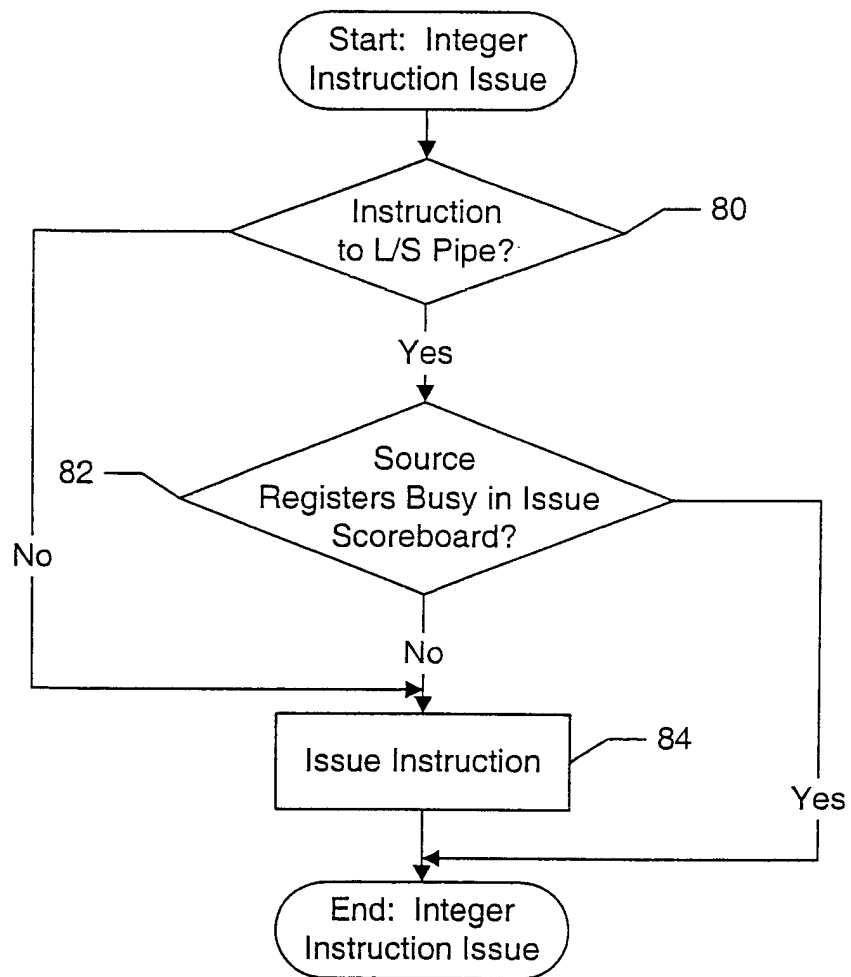 Start: Integer
Instruction Issue
Instruction
to L/S Pipe?
80
Yes
82
Source
Registers Busy in Issue
Scoreboard?
No
No
Issue Instruction
84
Yes
End: Integer
Instruction Issue